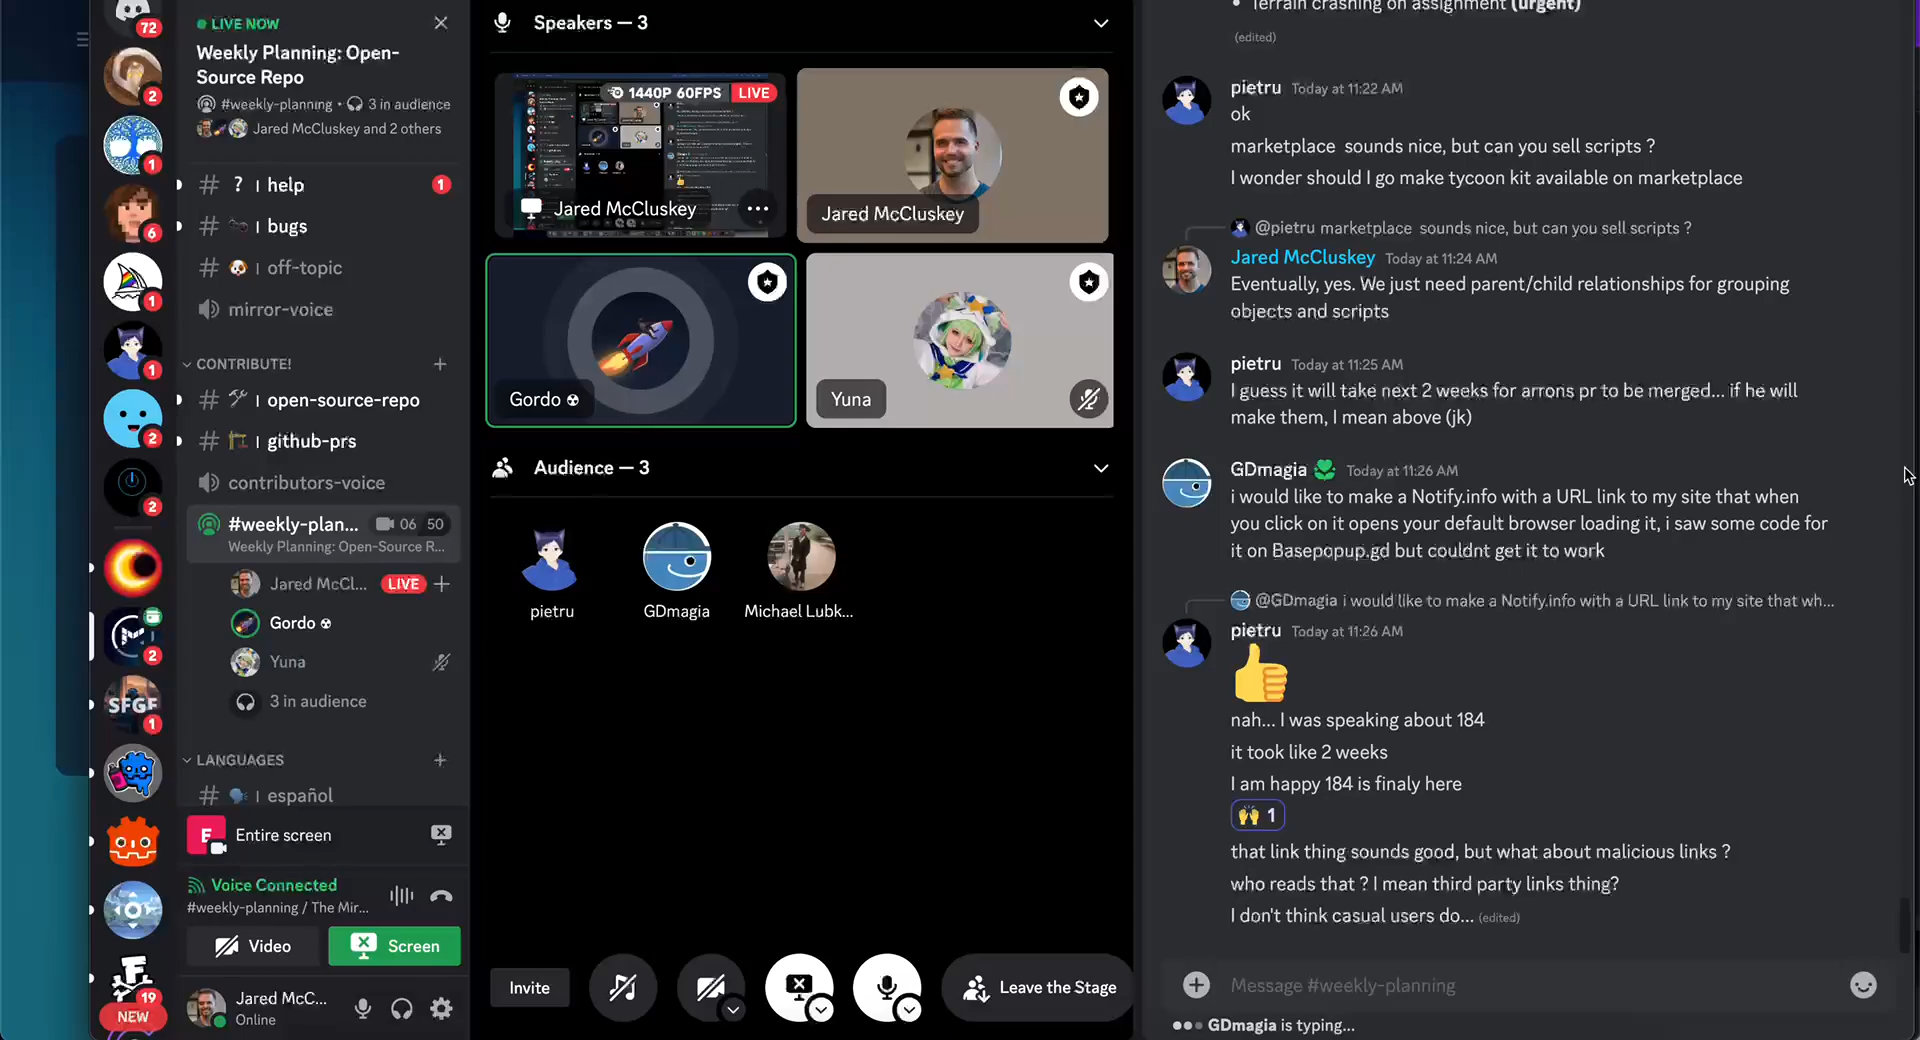 72
2
1
6
1
1
2
2
2
SFGF
1
19
NEW
LIVE NOW
Weekly Planning: Open-
Source Repo
#weekly-planning • 3 in audience
Jared McCluskey and 2 others
# ? | help 1
# | bugs
# | off-topic
mirror-voice
CONTRIBUTE! +
# | open-source-repo
# | github-prs
contributors-voice
#weekly-plan... 06 50
Weekly Planning: Open-Source R...
Jared McCl... LIVE +
Gordo ☢
Yuna
3 in audience
LANGUAGES +
# | español
Entire screen
Voice Connected
#weekly-planning / The Mir...
Video
Screen
Jared McC...
Online
Speakers — 3
1440P 60FPS LIVE
Jared McCluskey
Jared McCluskey
Gordo ☢
Yuna
Audience — 3
pietru
GDmagia
Michael Lubk...
Invite
Leave the Stage
• Terrain crashing on assignment (urgent)
(edited)
pietru Today at 11:22 AM
ok
marketplace sounds nice, but can you sell scripts ?
I wonder should I go make tycoon kit available on marketplace
@pietru marketplace sounds nice, but can you sell scripts ?
Jared McCluskey Today at 11:24 AM
Eventually, yes. We just need parent/child relationships for grouping
objects and scripts
pietru Today at 11:25 AM
I guess it will take next 2 weeks for arronis pr to be merged... if he will
make them, I mean above (jk)
GDmagia Today at 11:26 AM
i would like to make a Notify.info with a URL link to my site that when
you click on it opens your default browser loading it, i saw some code for
it on Basepopup.gd but couldnt get it to work
@GDmagia i would like to make a Notify.info with a URL link to my site that wh...
pietru Today at 11:26 AM
👍
nah... I was speaking about 184
it took like 2 weeks
I am happy 184 is finaly here
🙌 1
that link thing sounds good, but what about malicious links ?
who reads that ? I mean third party links thing?
I don't think casual users do... (edited)
Message #weekly-planning
GDmagia is typing...